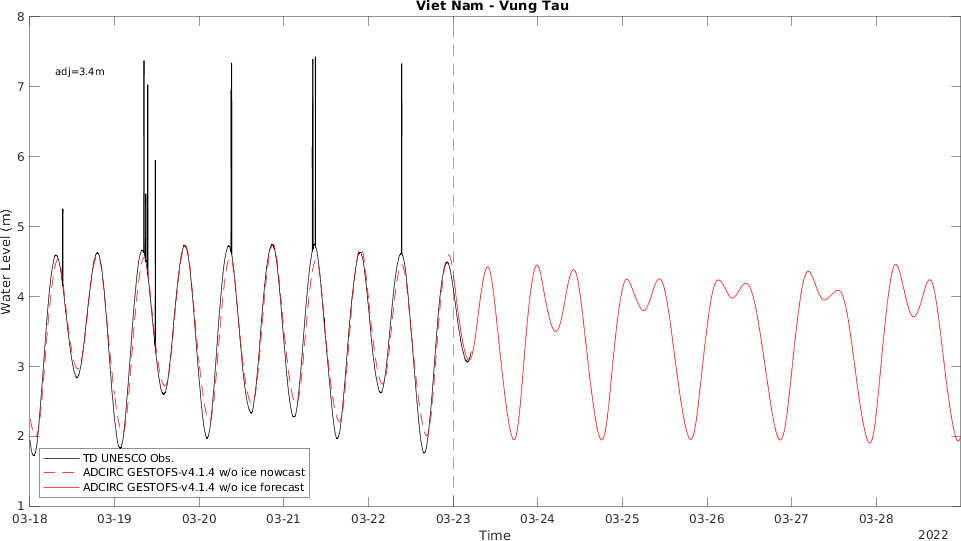 Viet Nam - Vung Tau
8
7
6
5
4
3
2
1
Water Level (m)
adj=3.4m
TD UNESCO Obs.
ADCIRC GESTOFS-v4.1.4 w/o ice nowcast
ADCIRC GESTOFS-v4.1.4 w/o ice forecast
03-18 03-19 03-20 03-21 03-22 03-23 03-24 03-25 03-26 03-27 03-28
Time
2022